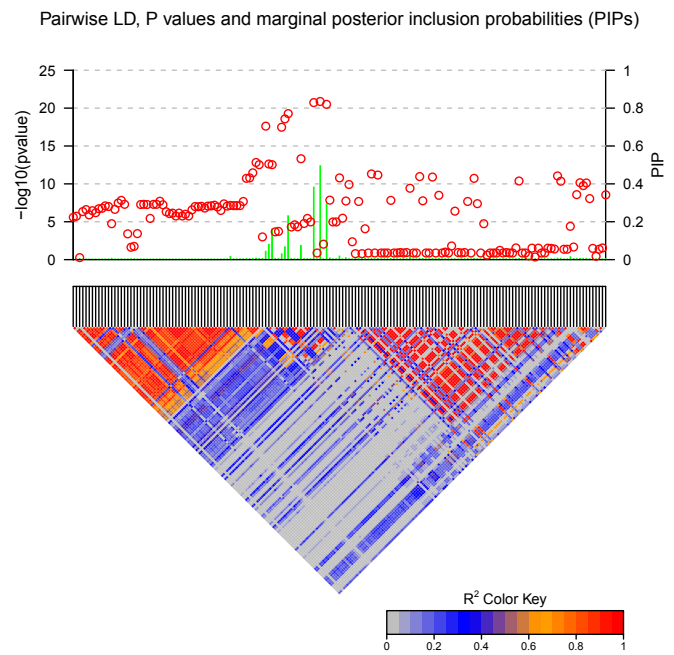 Pairwise LD, P values and marginal posterior inclusion probabilities (PIPs)
25 1
20 0.8
15 0.6
10 0.4
5 0.2
0 0
−log10(pvalue)
PIP
R² Color Key
0 0.2 0.4 0.6 0.8 1